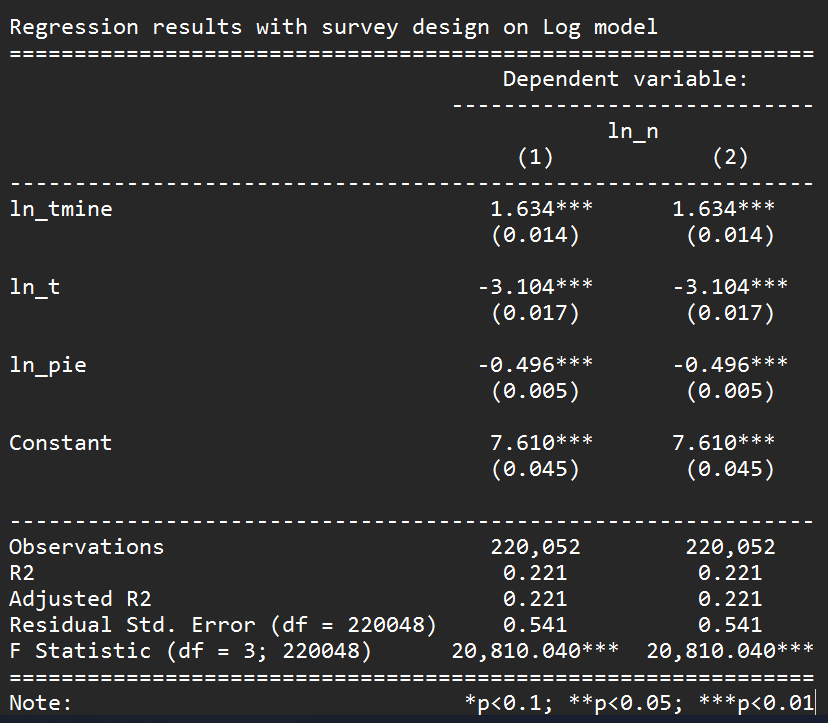 Regression results with survey design on Log model
==============================================================
Dependent variable:
----------------------------
ln_n
(1) (2)
--------------------------------------------------------------
ln_tmine 1.634*** 1.634***
(0.014) (0.014)
ln_t -3.104*** -3.104***
(0.017) (0.017)
ln_pie -0.496*** -0.496***
(0.005) (0.005)
Constant 7.610*** 7.610***
(0.045) (0.045)
--------------------------------------------------------------
Observations 220,052 220,052
R2 0.221 0.221
Adjusted R2 0.221 0.221
Residual Std. Error (df = 220048) 0.541 0.541
F Statistic (df = 3; 220048) 20,810.040*** 20,810.040***
==============================================================
Note: *p<0.1; **p<0.05; ***p<0.01